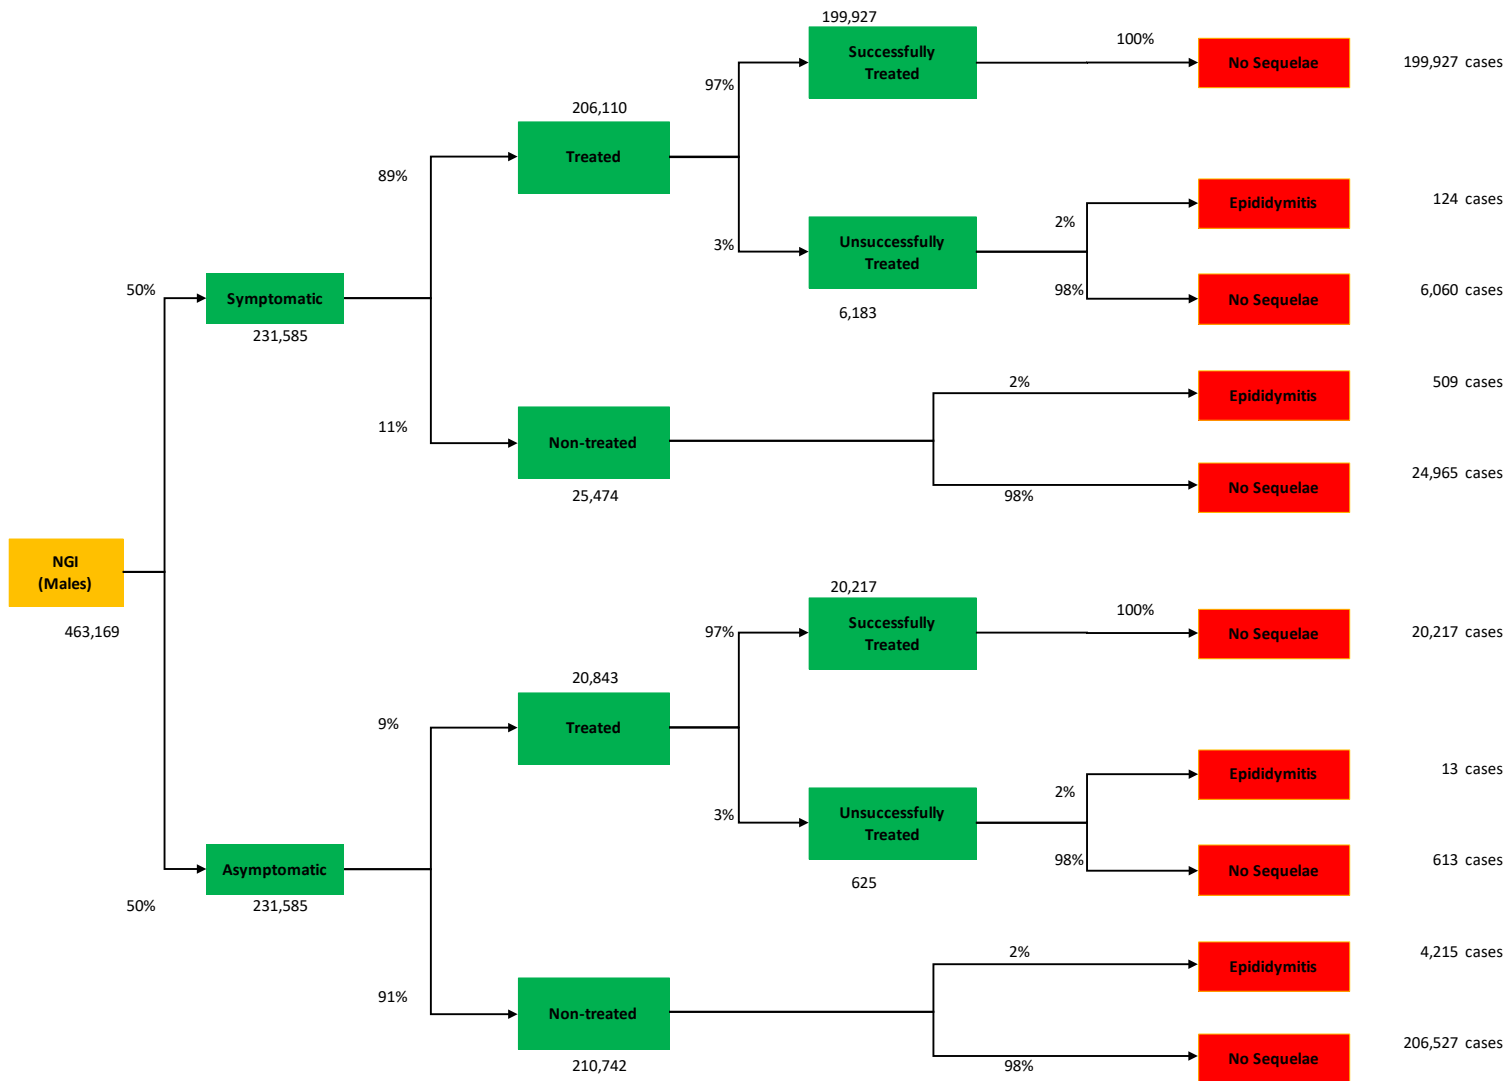 199,927
Successfully
Treated
100%
No Sequelae
199,927 cases
97%
206,110
Treated
89%
Epididymitis
124 cases
2%
3%
Unsuccessfully
Treated
6,183
98%
No Sequelae
6,060 cases
50%
Symptomatic
231,585
2%
Epididymitis
509 cases
11%
Non-treated
25,474
98%
No Sequelae
24,965 cases
NGI
(Males)
463,169
20,217
Successfully
Treated
100%
No Sequelae
20,217 cases
97%
20,843
Treated
9%
Epididymitis
13 cases
2%
3%
Unsuccessfully
Treated
625
98%
No Sequelae
613 cases
Asymptomatic
50%
231,585
2%
Epididymitis
4,215 cases
91%
Non-treated
210,742
98%
No Sequelae
206,527 cases